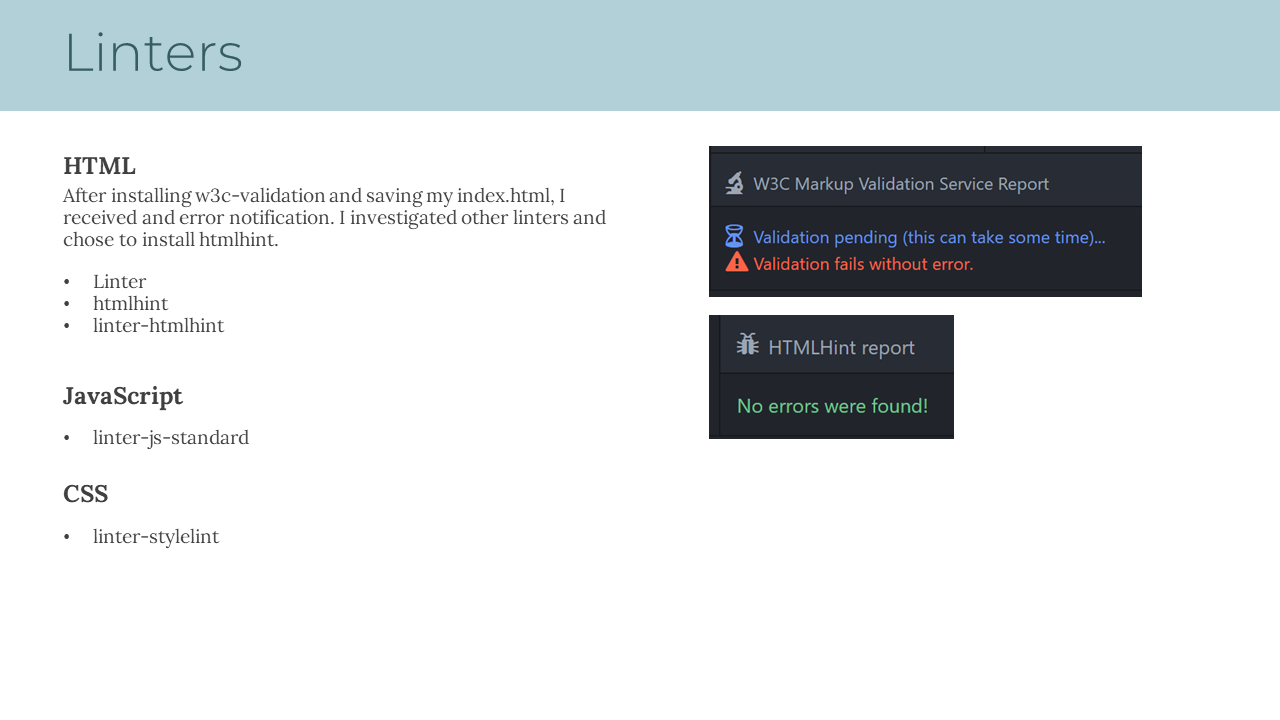 Linters
HTML
After installing w3c-validation and saving my index.html, I
received and error notification. I investigated other linters and
chose to install htmlhint.
• Linter
• htmlhint
• linter-htmlhint
JavaScript
• linter-js-standard
CSS
• linter-stylelint
W3C Markup Validation Service Report
Validation pending (this can take some time)...
Validation fails without error.
HTMLHint report
No errors were found!